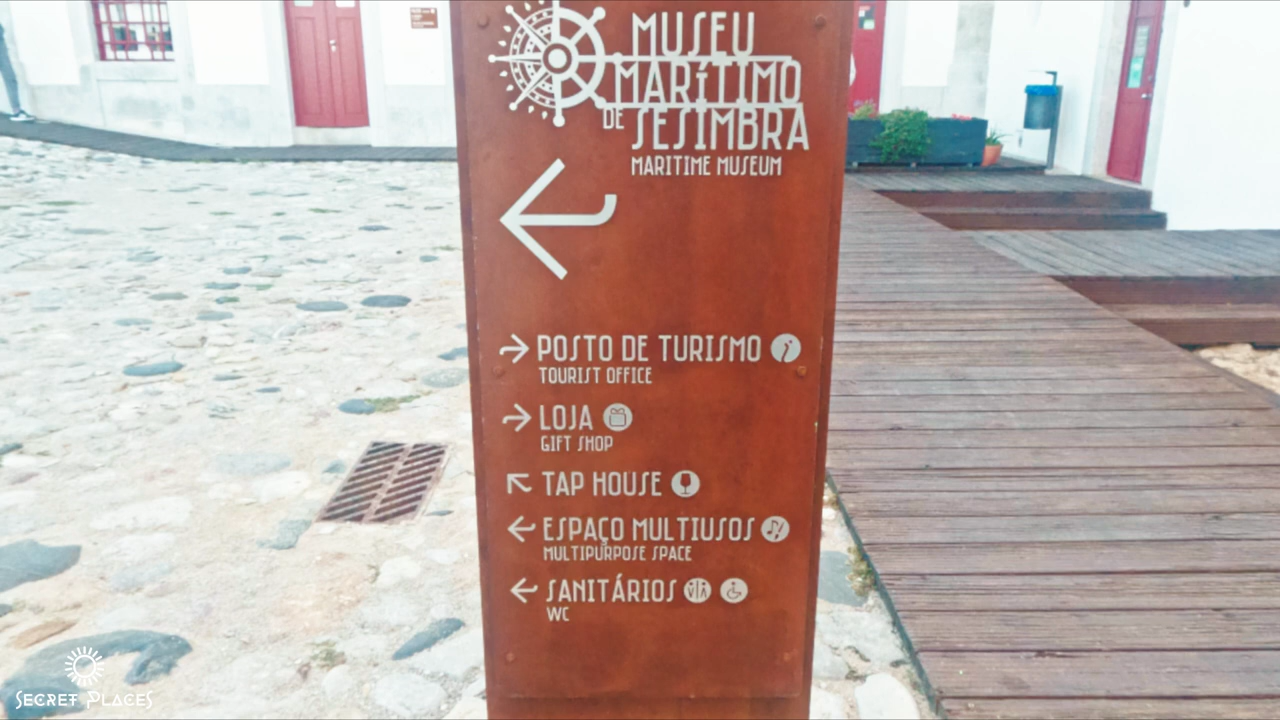 MUSEU
MARÍTIMO
DE SESIMBRA
MARITIME MUSEUM
POSTO DE TURISMO
TOURIST OFFICE
LOJA
GIFT SHOP
TAP HOUSE
ESPAÇO MULTIUSOS
MULTIPURPOSE SPACE
SANITÁRIOS
WC
SECRET PLACES